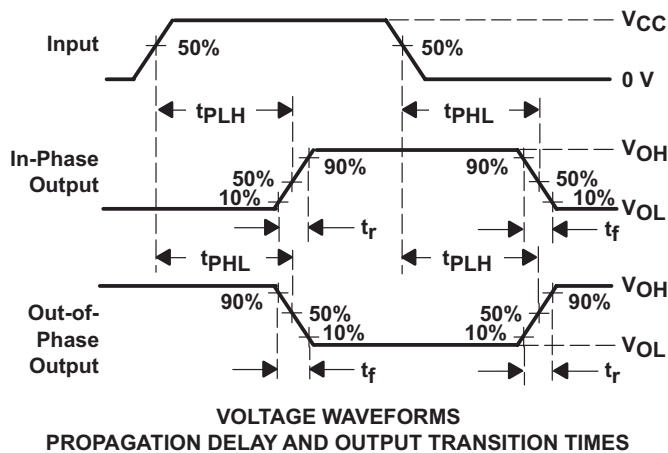 VCC
Input
50%
50%
0 V
tPLH
tPHL
In-Phase
Output
VOH
90%
90%
50%
50%
10%
10%
VOL
tr
tf
tPHL
tPLH
Out-of-
Phase
Output
VOH
90%
90%
50%
50%
10%
10%
VOL
tf
tr
VOLTAGE WAVEFORMS
PROPAGATION DELAY AND OUTPUT TRANSITION TIMES